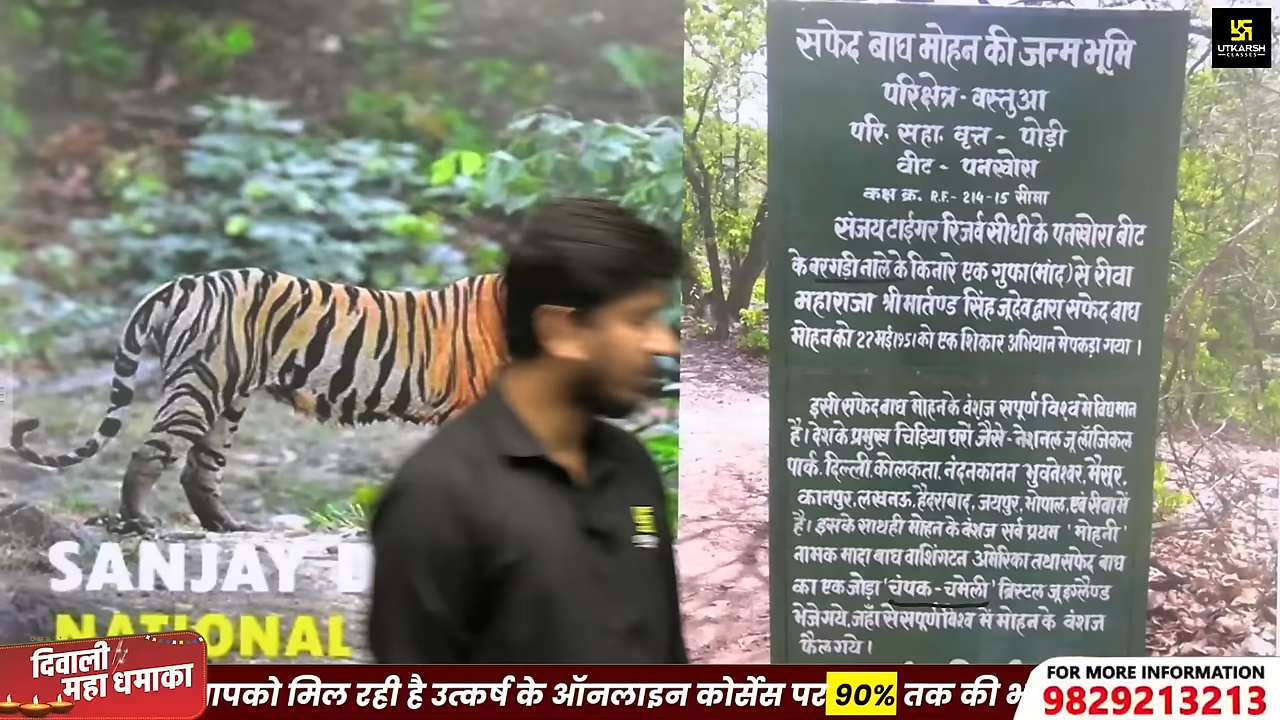 UTKARSH
CLASSES
सफेद बाघ मोहन की जन्मभूमि
परिक्षेत्र - वस्तुआ
परि. सहा. वृत्त - पोड़ी
वीट - पनखोरा
कक्ष क्र. R.F. - 214-15 सीमा
संजय टाईगर रिजर्व सीधी के पनखोरा बीट
के बरगड़ी नाले के किनारे एक गुफा (मांद) से रीवा
महाराजा श्री मार्तण्ड सिंह जूदेव द्वारा सफेद बाघ
मोहन को 27 मई 1951 को एक शिकार अभियान मे पकड़ा गया ।
इसी सफेद बाघ मोहन के वंशज सपूर्ण विश्व मे विद्यमान
है । देश के प्रमुख चिड़िया घरों जैसे - नेशनल जू लॉजिकल
पार्क. दिल्ली, कोलकता, नंदनकानन भुवनेश्वर, मैसूर,
कानपुर, लखनऊ, हैदराबाद, जयपुर, भोपाल, एवं रीवा में
है । इसके साथ ही मोहन के वंशज सर्व प्रथम 'मोहनी'
नामक मादा बाघ वाशिंगटन अमेरिका तथा सफेद बाघ
का एक जोड़ा 'चंपक - चमेली' ब्रिस्टल जू इग्लैण्ड
भेजे गये, जहाँ से संपूर्ण विश्व में मोहन के वंशज
फैल गये ।
SANJAY D
NATIONAL
दिवाली
महा धमाका
ापको मिल रही है उत्कर्ष के ऑनलाइन कोर्सेस पर 90% तक की
FOR MORE INFORMATION
9829213213